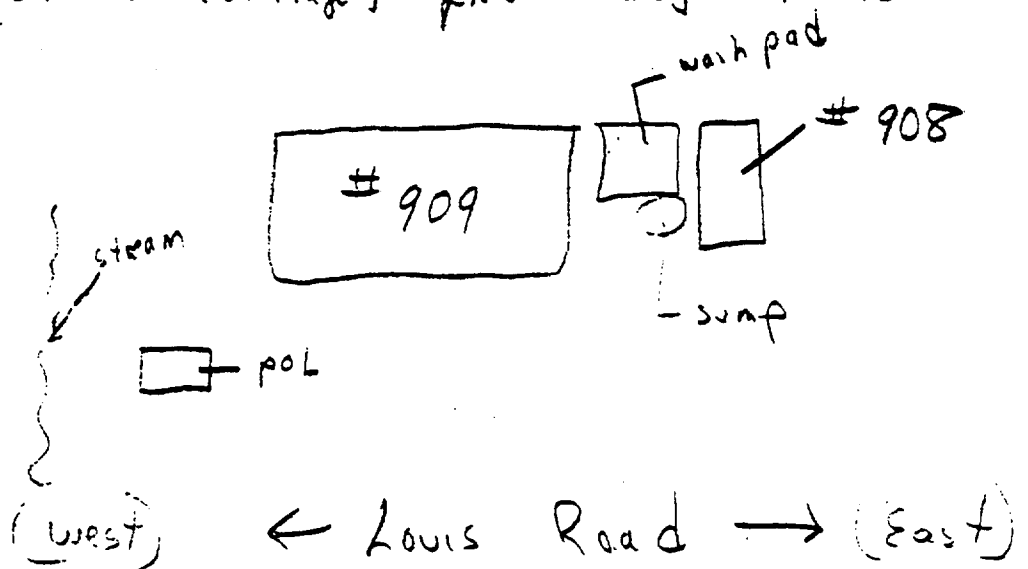 wash pad
# 908
# 909
stream
sump
POL
(West) ← Louis Road → (East)